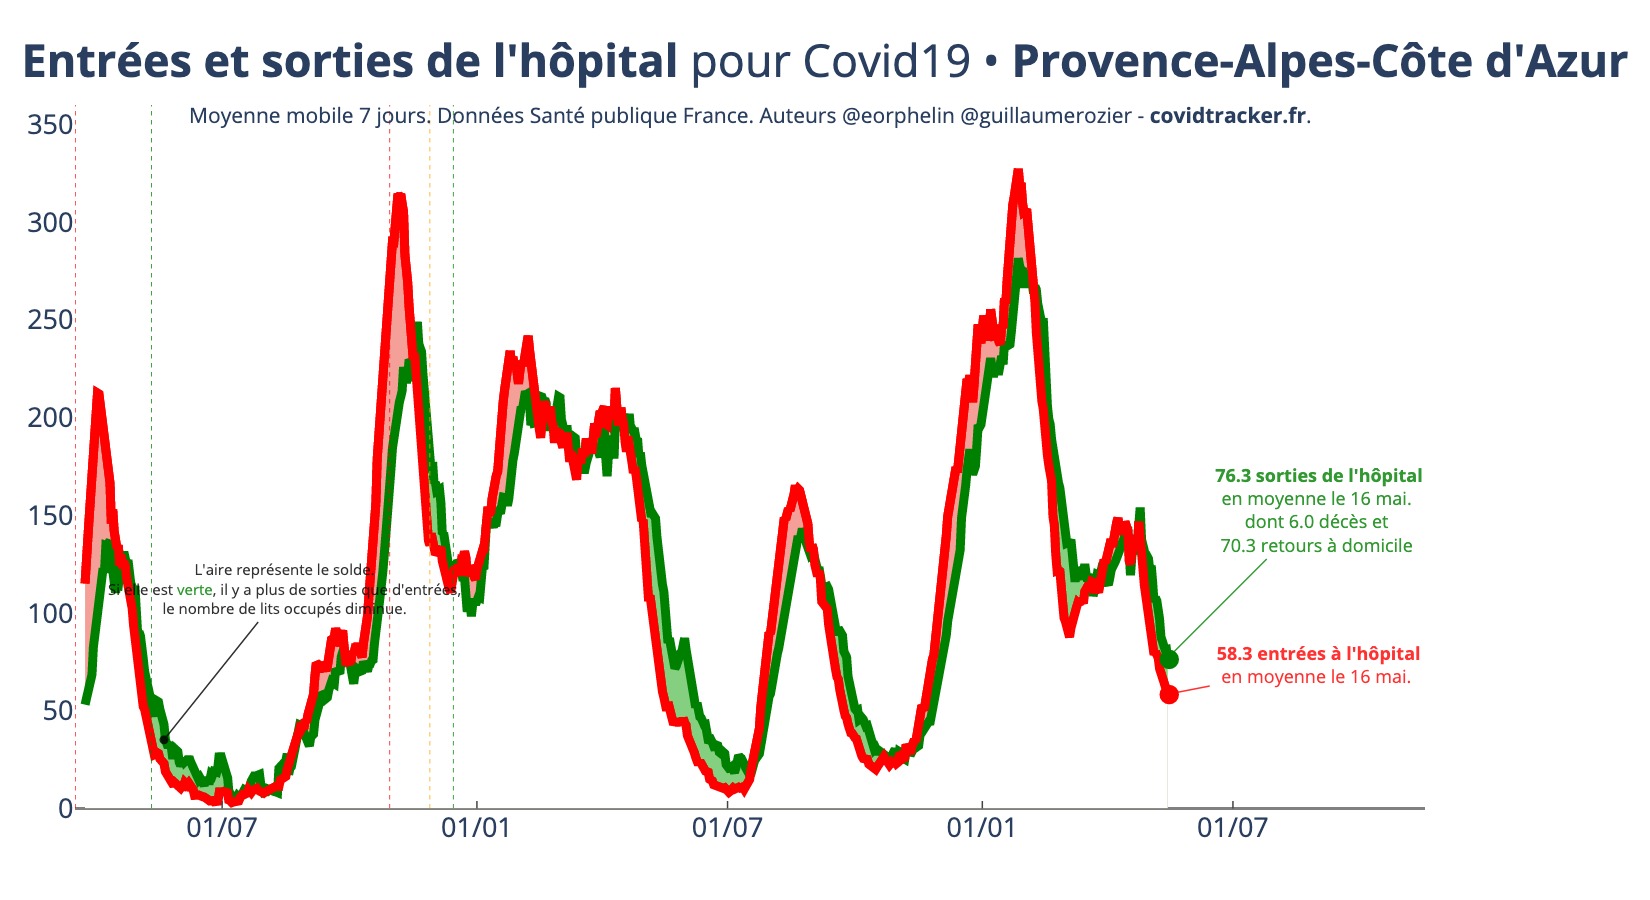 Entrées et sorties de l'hôpital pour Covid19 • Provence-Alpes-Côte d'Azur
Moyenne mobile 7 jours. Données Santé publique France. Auteurs @eorphelin @guillaumerozier - covidtracker.fr.
350
300
250
200
150
100
50
0
76.3 sorties de l'hôpital
en moyenne le 16 mai.
dont 6.0 décès et
70.3 retours à domicile
L'aire représente le solde.
Si elle est verte, il y a plus de sorties que d'entrées,
le nombre de lits occupés diminue.
58.3 entrées à l'hôpital
en moyenne le 16 mai.
01/07 01/01 01/07 01/01 01/07